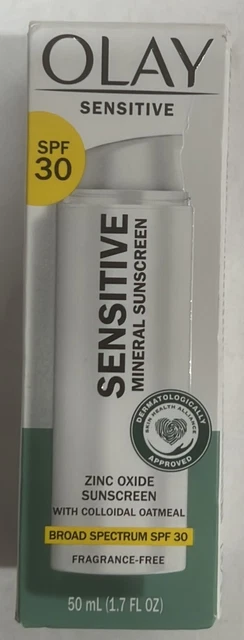 OLAY
SENSITIVE
SPF
30
SENSITIVE
MINERAL SUNSCREEN
DERMATOLOGICALLY
SKIN HEALTH ALLIANCE
APPROVED
ZINC OXIDE
SUNSCREEN
WITH COLLOIDAL OATMEAL
BROAD SPECTRUM SPF 30
FRAGRANCE-FREE
50 mL (1.7 FL OZ)